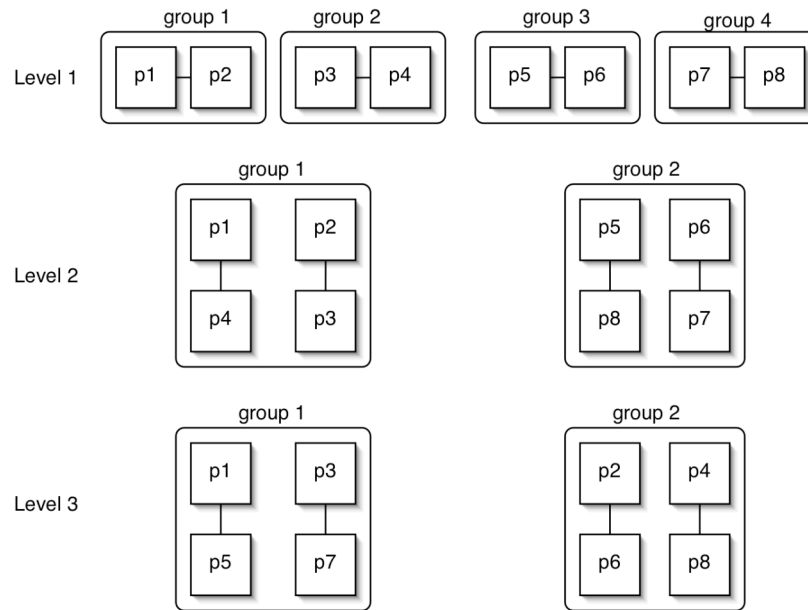 group 1 group 2 group 3 group 4
Level 1 p1 p2 p3 p4 p5 p6 p7 p8
group 1 group 2
p1 p2 p5 p6
Level 2
p4 p3 p8 p7
group 1 group 2
p1 p3 p2 p4
Level 3
p5 p7 p6 p8